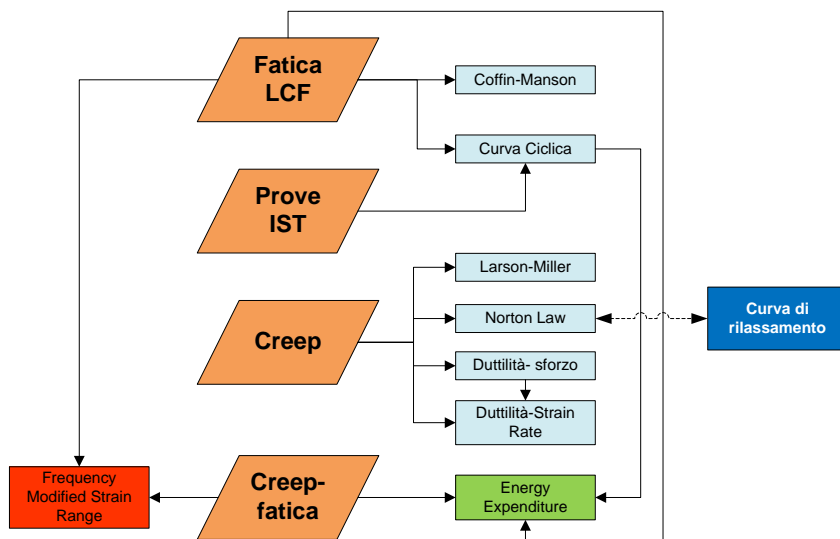 Fatica
LCF
Coffin-Manson
Curva Ciclica
Prove
IST
Larson-Miller
Norton Law
Curva di
rilassamento
Creep
Duttilità- sforzo
Duttilità-Strain
Rate
Frequency
Modified Strain
Range
Creep-
fatica
Energy
Expenditure